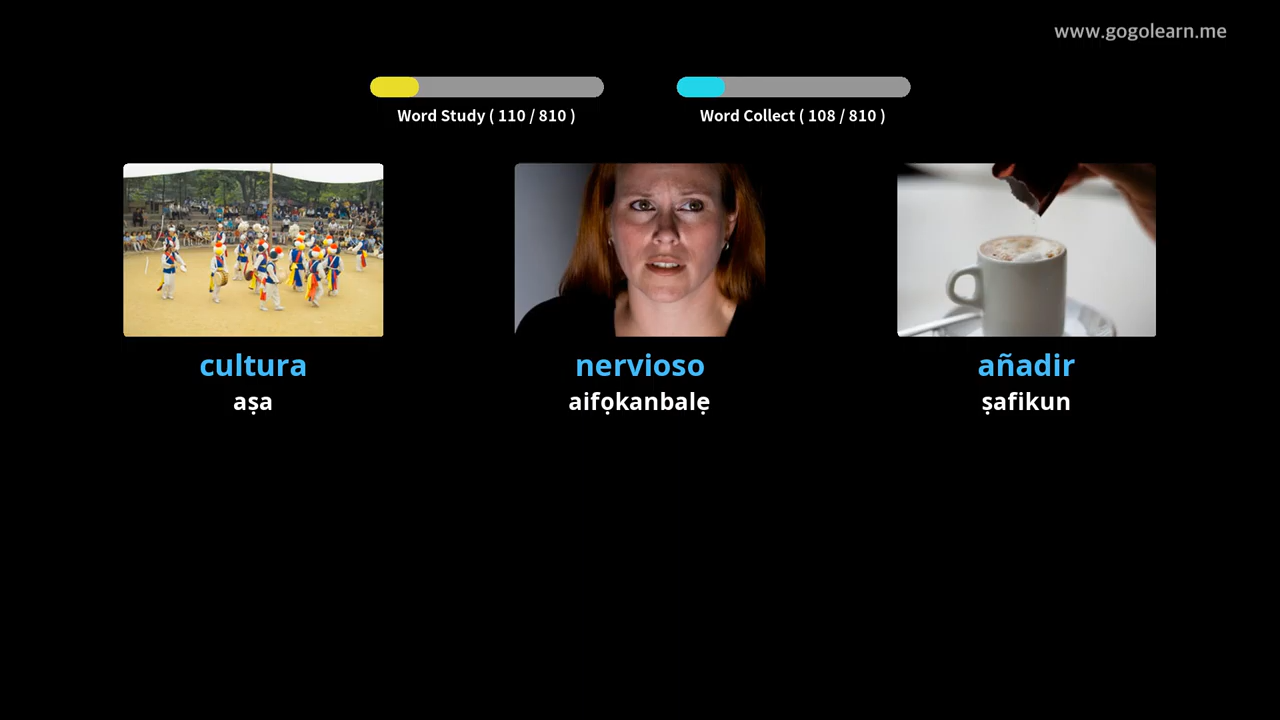 www.gogolearn.me
Word Study ( 110 / 810 )
Word Collect ( 108 / 810 )
cultura
aṣa
nervioso
aifọkanbalẹ
añadir
ṣafikun